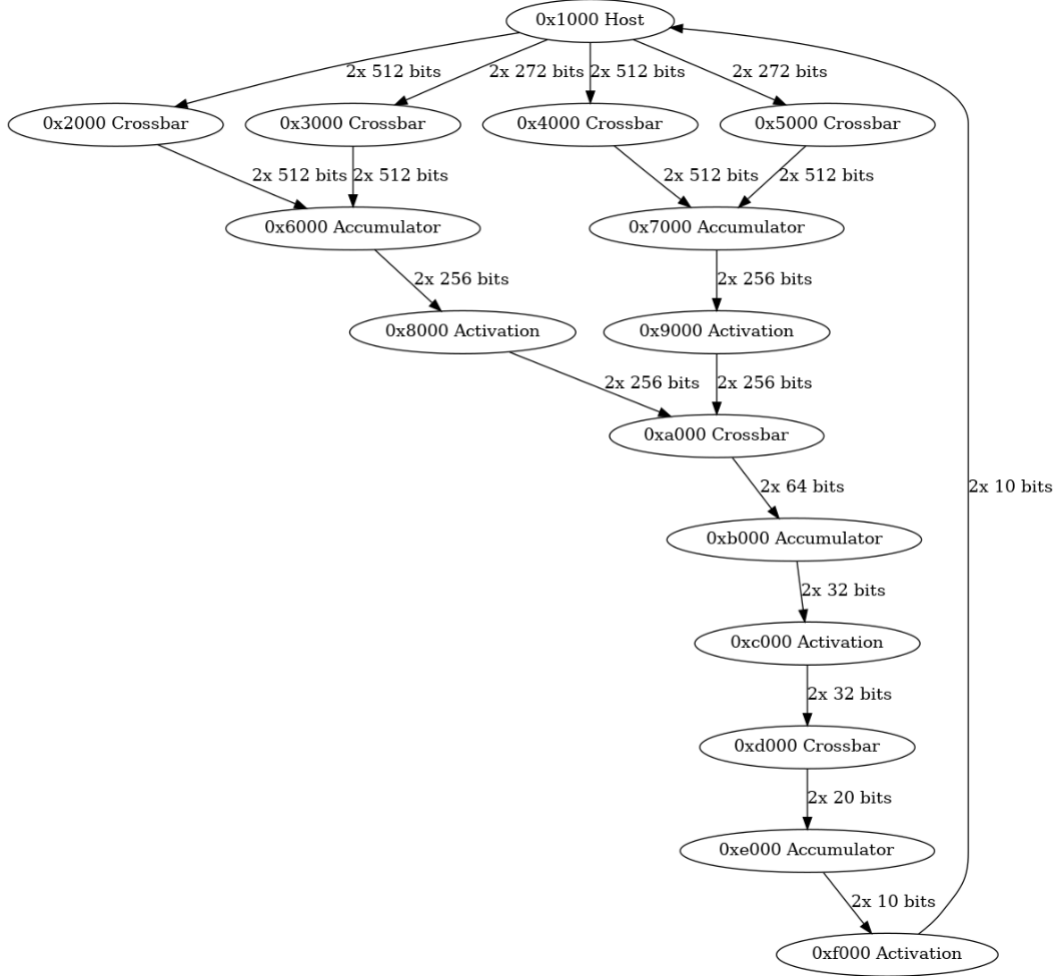 0x1000 Host
2x 512 bits
2x 272 bits
2x 512 bits
2x 272 bits
0x2000 Crossbar
0x3000 Crossbar
0x4000 Crossbar
0x5000 Crossbar
2x 512 bits
2x 512 bits
2x 512 bits
2x 512 bits
0x6000 Accumulator
0x7000 Accumulator
2x 256 bits
2x 256 bits
0x8000 Activation
0x9000 Activation
2x 256 bits
2x 256 bits
0xa000 Crossbar
2x 64 bits
2x 10 bits
0xb000 Accumulator
2x 32 bits
0xc000 Activation
2x 32 bits
0xd000 Crossbar
2x 20 bits
0xe000 Accumulator
2x 10 bits
0xf000 Activation